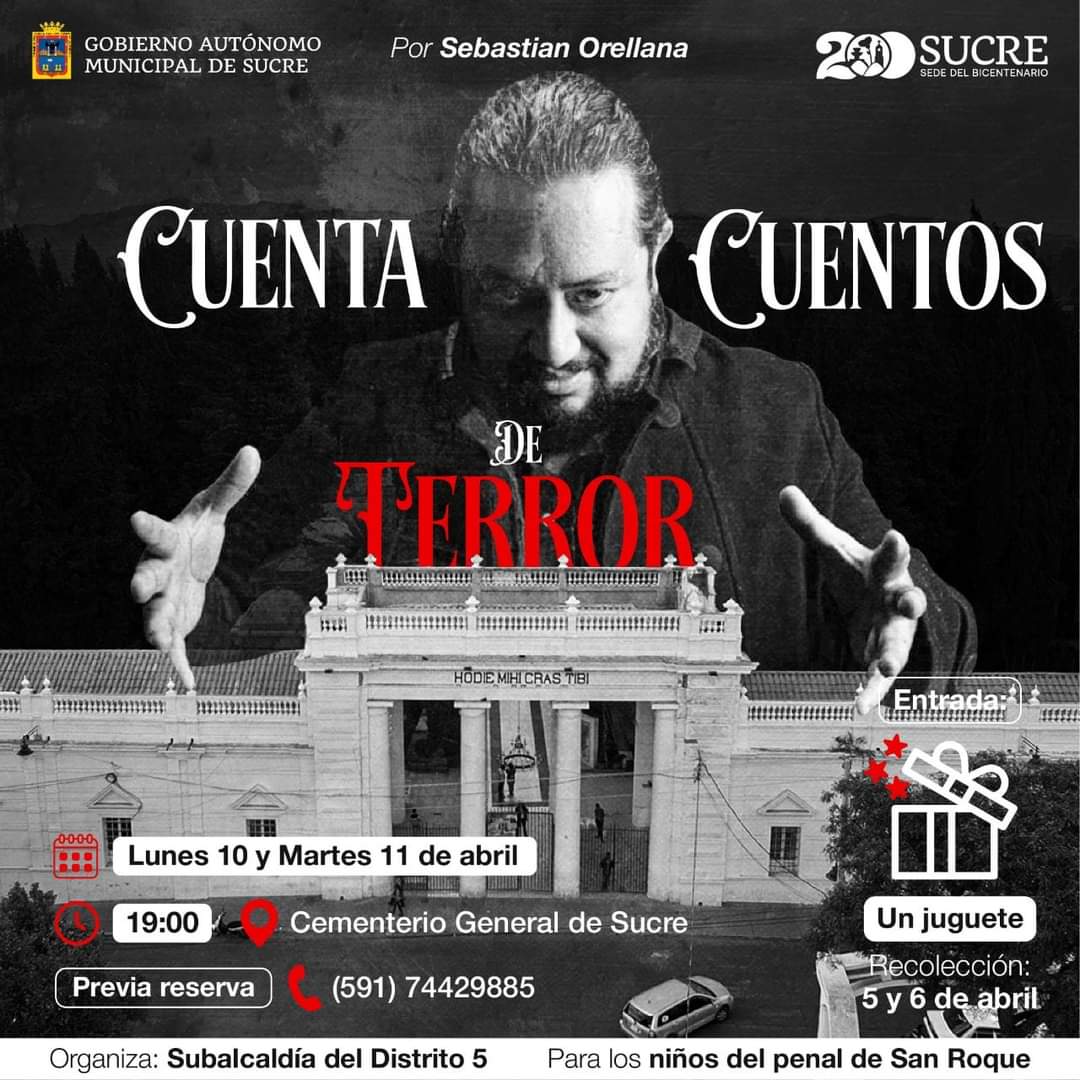 GOBIERNO AUTÓNOMO
MUNICIPAL DE SUCRE
Por Sebastian Orellana
200 SUCRE
SEDE DEL BICENTENARIO
CUENTA CUENTOS
DE
TERROR
HODIE MIHI CRAS TIBI
Entrada:
Un juguete
Recolección:
5 y 6 de abril
Lunes 10 y Martes 11 de abril
19:00 Cementerio General de Sucre
Previa reserva (591) 74429885
Organiza: Subalcaldía del Distrito 5 Para los niños del penal de San Roque